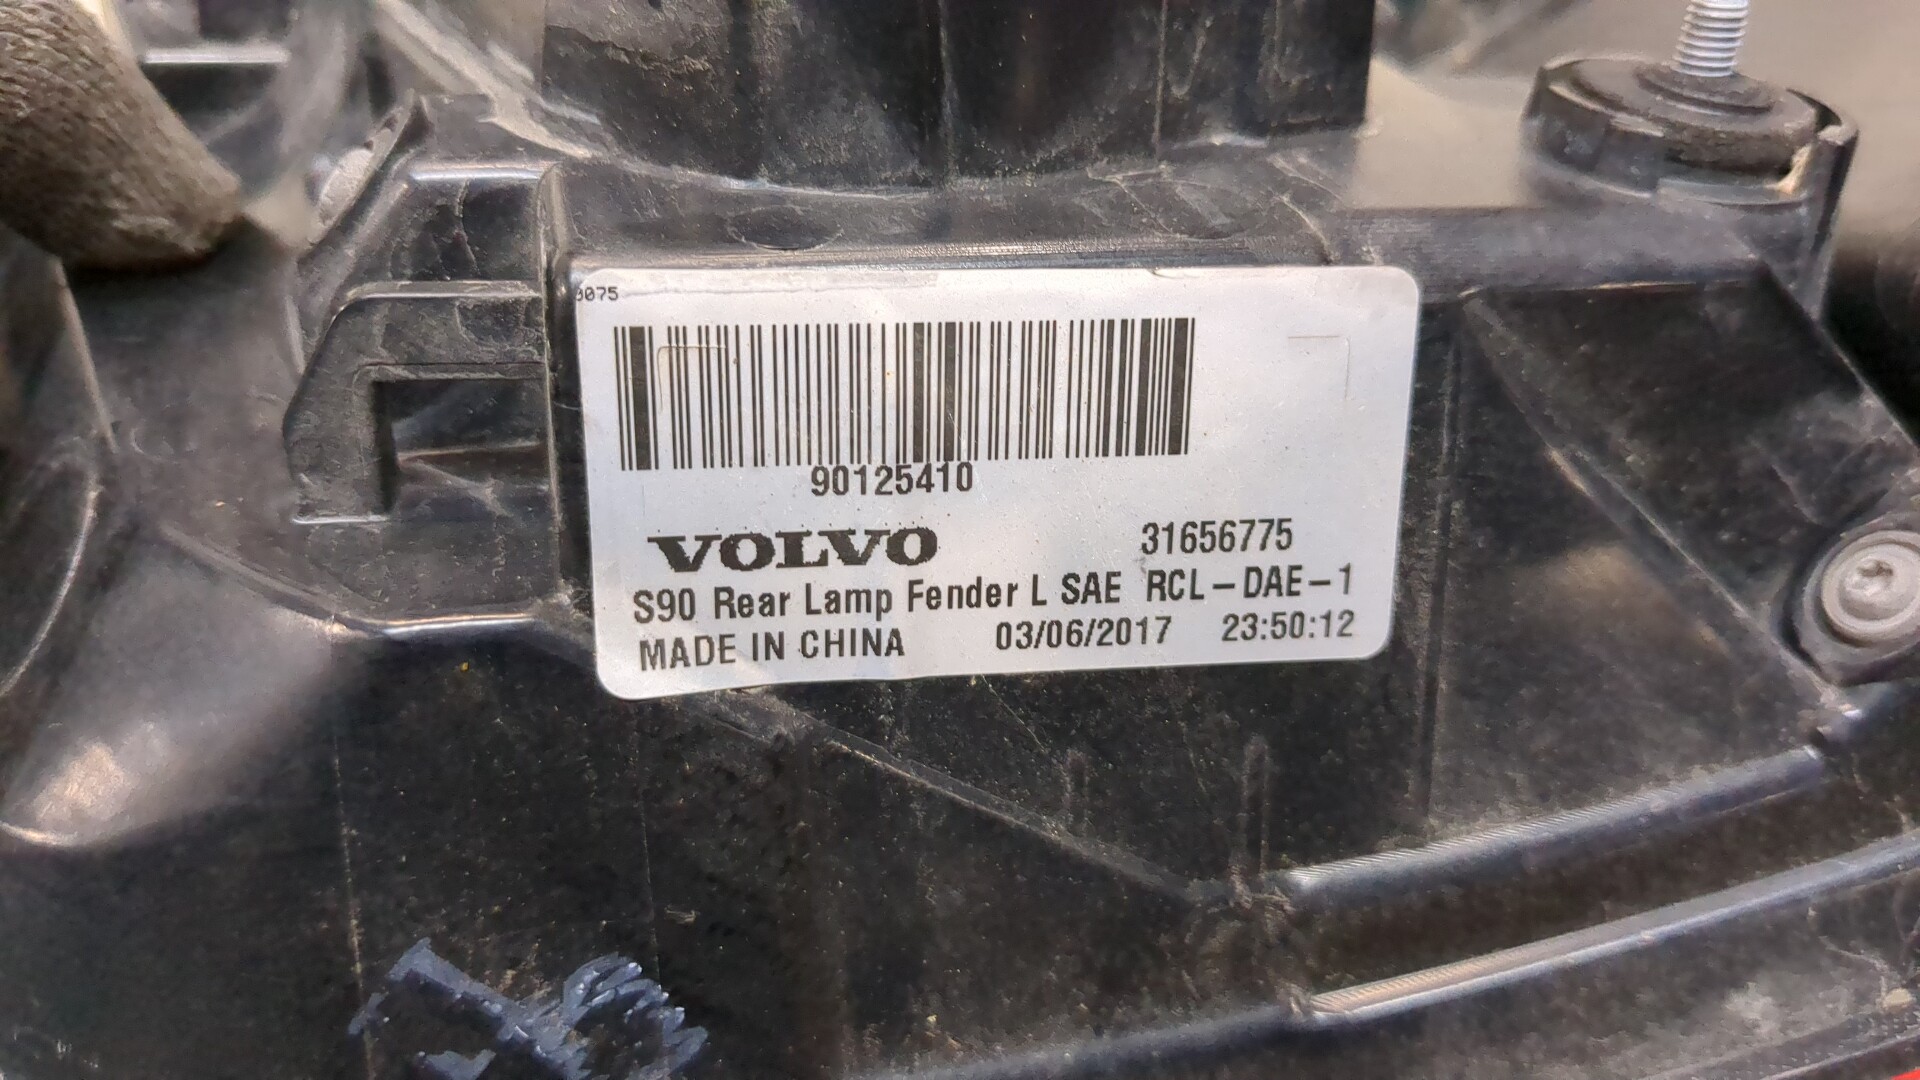 90125410
VOLVO 31656775
S90 Rear Lamp Fender L SAE RCL-DAE-1
MADE IN CHINA 03/06/2017 23:50:12